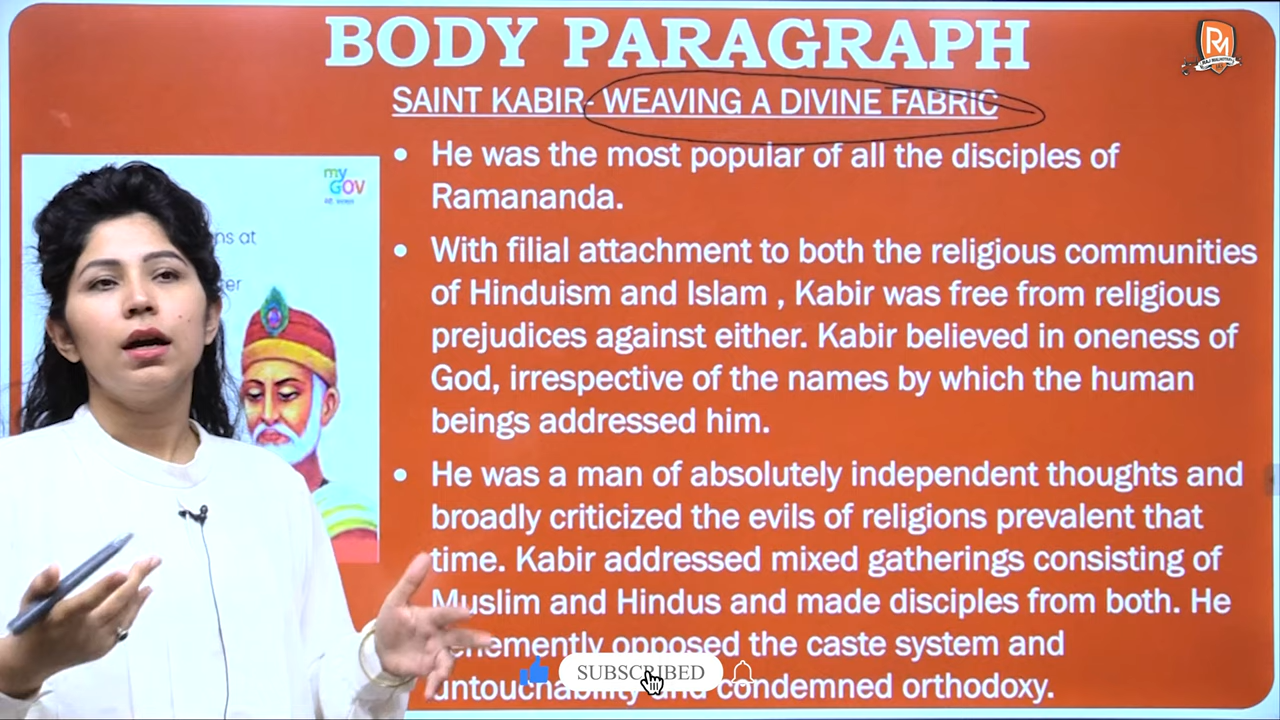 BODY PARAGRAPH
SAINT KABIR- WEAVING A DIVINE FABRIC
• He was the most popular of all the disciples of
Ramananda.
• With filial attachment to both the religious communities
of Hinduism and Islam , Kabir was free from religious
prejudices against either. Kabir believed in oneness of
God, irrespective of the names by which the human
beings addressed him.
• He was a man of absolutely independent thoughts and
broadly criticized the evils of religions prevalent that
time. Kabir addressed mixed gatherings consisting of
Muslim and Hindus and made disciples from both. He
opposed the caste system and
condemned orthodoxy.
my
GOV
at
SUBSCRIBED
RM